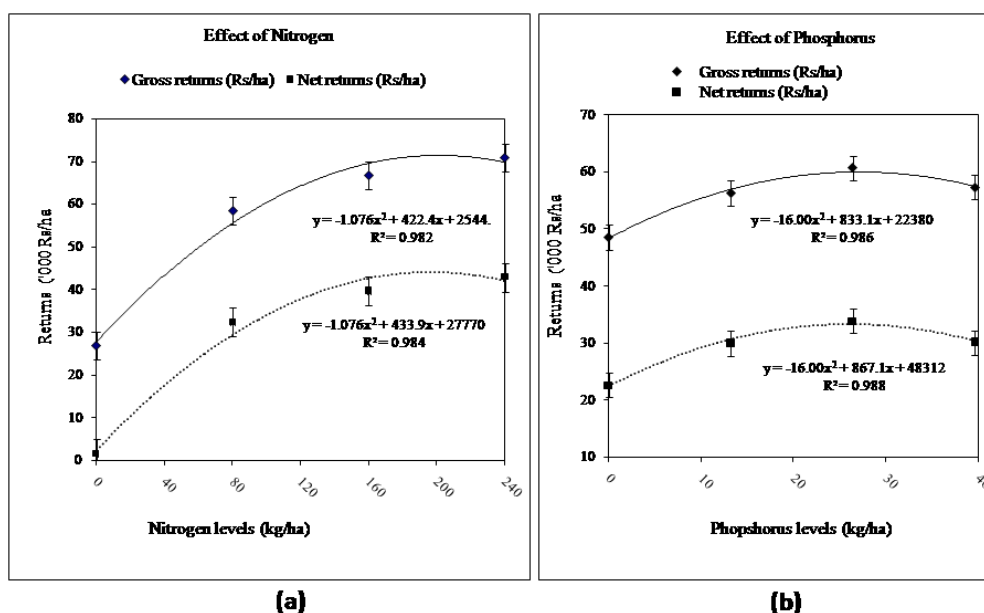 Effect of Nitrogen
Gross returns (Rs/ha) Net returns (Rs/ha)
80
70
60
50
40
30
20
10
0
Returns ('000 Rs/ha
y = -1.076x² + 422.4x + 2544.
R² = 0.982
y = -1.076x² + 433.9x + 27770
R² = 0.984
0 40 80 120 160 200 240
Nitrogen levels (kg/ha)
(a)
Effect of Phosphorus
Gross returns (Rs/ha)
Net returns (Rs/ha)
70
60
50
40
30
20
10
Returns ('000 Rs/ha
y = -16.00x² + 833.1x + 22380
R² = 0.986
y = -16.00x² + 867.1x + 48312
R² = 0.988
0 10 20 30 40
Phopshorus levels (kg/ha)
(b)